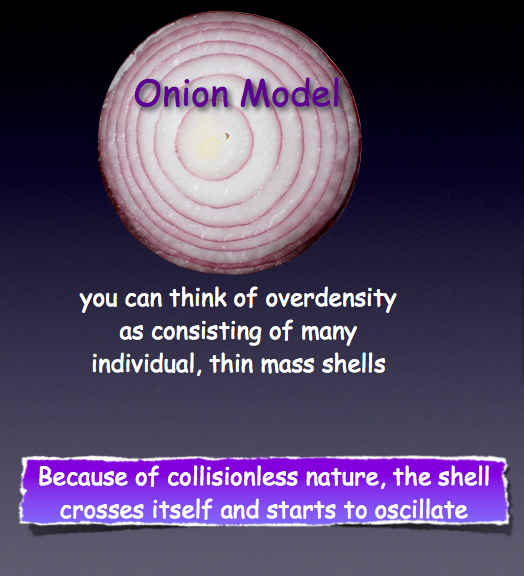 Onion Model
you can think of overdensity
as consisting of many
individual, thin mass shells
Because of collisionless nature, the shell
crosses itself and starts to oscillate